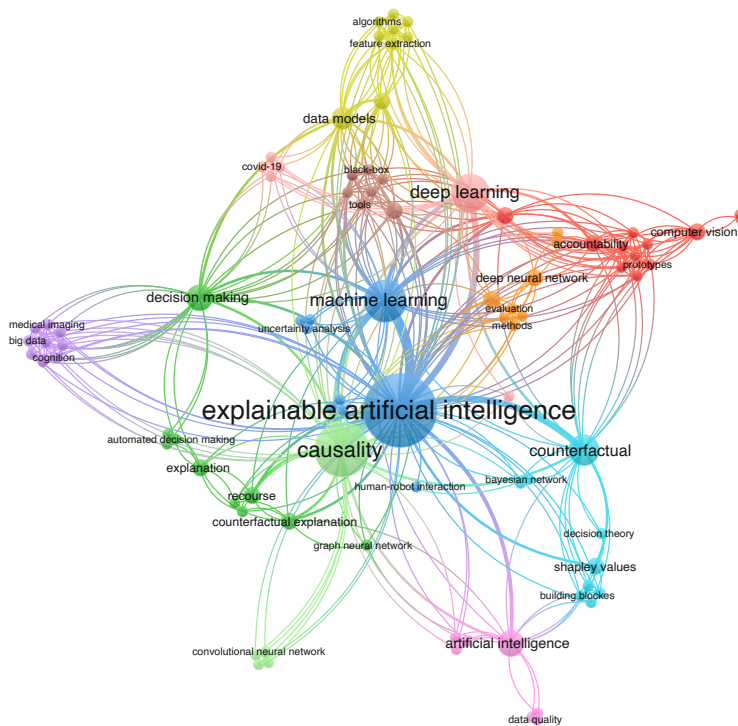 algorithms
feature extraction
data models
black-box
covid-19
deep learning
tools
accountability
computer vision
prototypes
deep neural network
decision making
machine learning
evaluation
medical imaging
uncertainty analysis
methods
big data
cognition
explainable artificial intelligence
automated decision making
causality
counterfactual
explanation
bayesian network
human-robot interaction
recourse
counterfactual explanation
decision theory
graph neural network
shapley values
building blockes
artificial intelligence
convolutional neural network
data quality